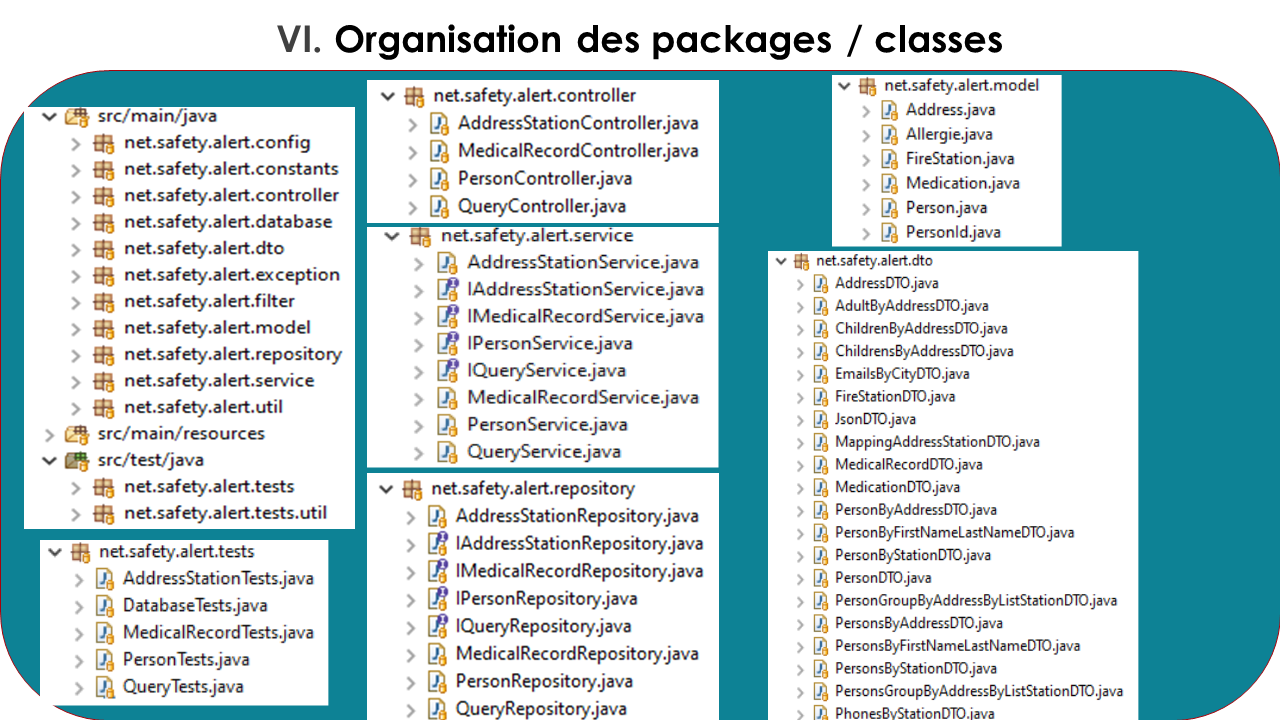 VI. Organisation des packages / classes
src/main/java
net.safety.alert.config
net.safety.alert.constants
net.safety.alert.controller
net.safety.alert.database
net.safety.alert.dto
net.safety.alert.exception
net.safety.alert.filter
net.safety.alert.model
net.safety.alert.repository
net.safety.alert.service
net.safety.alert.util
src/main/resources
src/test/java
net.safety.alert.tests
net.safety.alert.tests.util
net.safety.alert.tests
AddressStationTests.java
DatabaseTests.java
MedicalRecordTests.java
PersonTests.java
QueryTests.java
net.safety.alert.controller
AddressStationController.java
MedicalRecordController.java
PersonController.java
QueryController.java
net.safety.alert.service
AddressStationService.java
IAddressStationService.java
IMedicalRecordService.java
IPersonService.java
IQueryService.java
MedicalRecordService.java
PersonService.java
QueryService.java
net.safety.alert.repository
AddressStationRepository.java
IAddressStationRepository.java
IMedicalRecordRepository.java
IPersonRepository.java
IQueryRepository.java
MedicalRecordRepository.java
PersonRepository.java
QueryRepository.java
net.safety.alert.model
Address.java
Allergie.java
FireStation.java
Medication.java
Person.java
PersonId.java
net.safety.alert.dto
AddressDTO.java
AdultByAddressDTO.java
ChildrenByAddressDTO.java
ChildrensByAddressDTO.java
EmailsByCityDTO.java
FireStationDTO.java
JsonDTO.java
MappingAddressStationDTO.java
MedicalRecordDTO.java
MedicationDTO.java
PersonByAddressDTO.java
PersonByFirstNameLastNameDTO.java
PersonByStationDTO.java
PersonDTO.java
PersonGroupByAddressByListStationDTO.java
PersonsByAddressDTO.java
PersonsByFirstNameLastNameDTO.java
PersonsByStationDTO.java
PersonsGroupByAddressByListStationDTO.java
PhonesByStationDTO.java